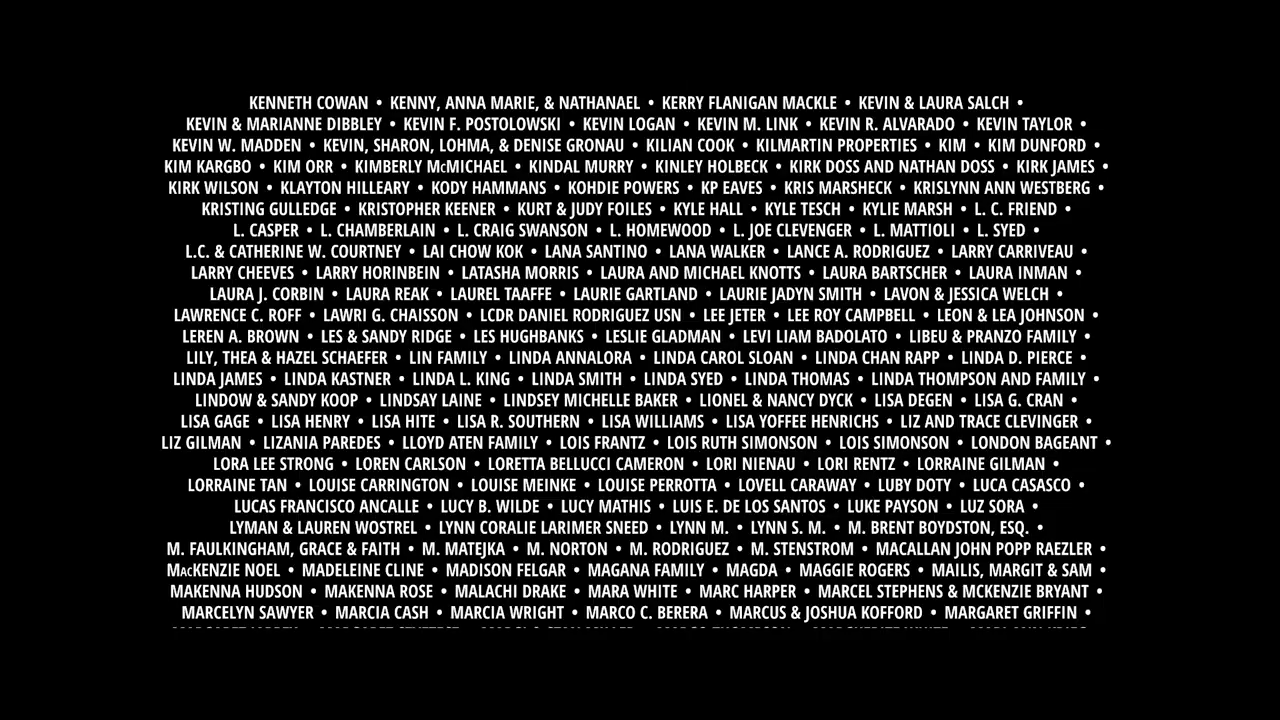 KENNETH COWAN • KENNY, ANNA MARIE, & NATHANAEL • KERRY FLANIGAN MACKLE • KEVIN & LAURA SALCH •
KEVIN & MARIANNE DIBBLEY • KEVIN F. POSTOLOWSKI • KEVIN LOGAN • KEVIN M. LINK • KEVIN R. ALVARADO • KEVIN TAYLOR •
KEVIN W. MADDEN • KEVIN, SHARON, LOHMA, & DENISE GRONAU • KILIAN COOK • KILMARTIN PROPERTIES • KIM • KIM DUNFORD •
KIM KARGBO • KIM ORR • KIMBERLY McMICHAEL • KINDAL MURRY • KINLEY HOLBECK • KIRK DOSS AND NATHAN DOSS • KIRK JAMES •
KIRK WILSON • KLAYTON HILLEARY • KODY HAMMANS • KOHDIE POWERS • KP EAVES • KRIS MARSHECK • KRISLYNN ANN WESTBERG •
KRISTING GULLEDGE • KRISTOPHER KEENER • KURT & JUDY FOILES • KYLE HALL • KYLE TESCH • KYLIE MARSH • L. C. FRIEND •
L. CASPER • L. CHAMBERLAIN • L. CRAIG SWANSON • L. HOMEWOOD • L. JOE CLEVENGER • L. MATTIOLI • L. SYED •
L.C. & CATHERINE W. COURTNEY • LAI CHOW KOK • LANA SANTINO • LANA WALKER • LANCE A. RODRIGUEZ • LARRY CARRIVEAU •
LARRY CHEEVES • LARRY HORINBEIN • LATASHA MORRIS • LAURA AND MICHAEL KNOTTS • LAURA BARTSCHER • LAURA INMAN •
LAURA J. CORBIN • LAURA REAK • LAUREL TAAFFE • LAURIE GARTLAND • LAURIE JADYN SMITH • LAVON & JESSICA WELCH •
LAWRENCE C. ROFF • LAWRI G. CHAISSON • LCDR DANIEL RODRIGUEZ USN • LEE JETER • LEE ROY CAMPBELL • LEON & LEA JOHNSON •
LEREN A. BROWN • LES & SANDY RIDGE • LES HUGHBANKS • LESLIE GLADMAN • LEVI LIAM BADOLATO • LIBEU & PRANZO FAMILY •
LILY, THEA & HAZEL SCHAEFER • LIN FAMILY • LINDA ANNALORA • LINDA CAROL SLOAN • LINDA CHAN RAPP • LINDA D. PIERCE •
LINDA JAMES • LINDA KASTNER • LINDA L. KING • LINDA SMITH • LINDA SYED • LINDA THOMAS • LINDA THOMPSON AND FAMILY •
LINDOW & SANDY KOOP • LINDSAY LAINE • LINDSEY MICHELLE BAKER • LIONEL & NANCY DYCK • LISA DEGEN • LISA G. CRAN •
LISA GAGE • LISA HENRY • LISA HITE • LISA R. SOUTHERN • LISA WILLIAMS • LISA YOFFEE HENRICHS • LIZ AND TRACE CLEVINGER •
LIZ GILMAN • LIZANIA PAREDES • LLOYD ATEN FAMILY • LOIS FRANTZ • LOIS RUTH SIMONSON • LOIS SIMONSON • LONDON BAGEANT •
LORA LEE STRONG • LOREN CARLSON • LORETTA BELLUCCI CAMERON • LORI NIENAU • LORI RENTZ • LORRAINE GILMAN •
LORRAINE TAN • LOUISE CARRINGTON • LOUISE MEINKE • LOUISE PERROTTA • LOVELL CARAWAY • LUBY DOTY • LUCA CASASCO •
LUCAS FRANCISCO ANCALLE • LUCY B. WILDE • LUCY MATHIS • LUIS E. DE LOS SANTOS • LUKE PAYSON • LUZ SORA •
LYMAN & LAUREN WOSTREL • LYNN CORALIE LARIMER SNEED • LYNN M. • LYNN S. M. • M. BRENT BOYDSTON, ESQ. •
M. FAULKINGHAM, GRACE & FAITH • M. MATEJKA • M. NORTON • M. RODRIGUEZ • M. STENSTROM • MACALLAN JOHN POPP RAEZLER •
MACKENZIE NOEL • MADELEINE CLINE • MADISON FELGAR • MAGANA FAMILY • MAGDA • MAGGIE ROGERS • MAILIS, MARGIT & SAM •
MAKENNA HUDSON • MAKENNA ROSE • MALACHI DRAKE • MARA WHITE • MARC HARPER • MARCEL STEPHENS & MCKENZIE BRYANT •
MARCELYN SAWYER • MARCIA CASH • MARCIA WRIGHT • MARCO C. BERERA • MARCUS & JOSHUA KOFFORD • MARGARET GRIFFIN •